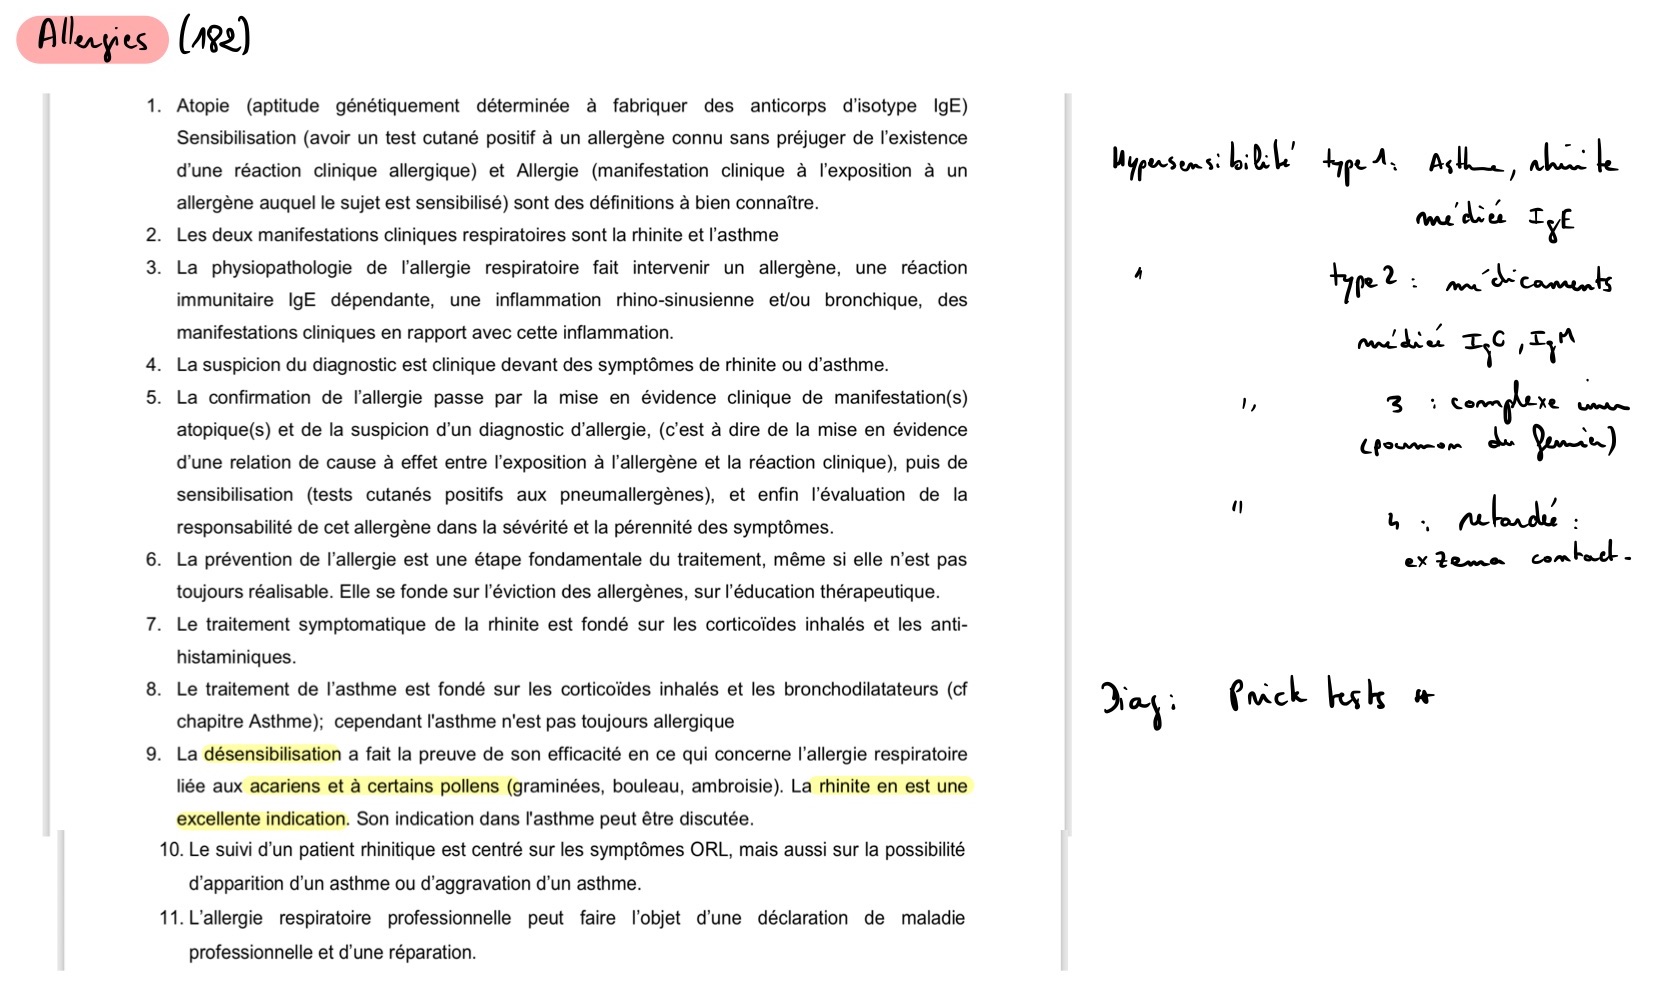 Allergies (182)
1. Atopie (aptitude génétiquement déterminée à fabriquer des anticorps d’isotype IgE)
Sensibilisation (avoir un test cutané positif à un allergène connu sans préjuger de l’existence
d’une réaction clinique allergique) et Allergie (manifestation clinique à l’exposition à un
allergène auquel le sujet est sensibilisé) sont des définitions à bien connaître.
2. Les deux manifestations cliniques respiratoires sont la rhinite et l’asthme
3. La physiopathologie de l’allergie respiratoire fait intervenir un allergène, une réaction
immunitaire IgE dépendante, une inflammation rhino-sinusienne et/ou bronchique, des
manifestations cliniques en rapport avec cette inflammation.
4. La suspicion du diagnostic est clinique devant des symptômes de rhinite ou d’asthme.
5. La confirmation de l’allergie passe par la mise en évidence clinique de manifestation(s)
atopique(s) et de la suspicion d’un diagnostic d’allergie, (c’est à dire de la mise en évidence
d’une relation de cause à effet entre l’exposition à l’allergène et la réaction clinique), puis de
sensibilisation (tests cutanés positifs aux pneumallergènes), et enfin l’évaluation de la
responsabilité de cet allergène dans la sévérité et la pérennité des symptômes.
6. La prévention de l’allergie est une étape fondamentale du traitement, même si elle n’est pas
toujours réalisable. Elle se fonde sur l’éviction des allergènes, sur l’éducation thérapeutique.
7. Le traitement symptomatique de la rhinite est fondé sur les corticoïdes inhalés et les anti-
histaminiques.
8. Le traitement de l’asthme est fondé sur les corticoïdes inhalés et les bronchodilatateurs (cf
chapitre Asthme); cependant l'asthme n'est pas toujours allergique
9. La désensibilisation a fait la preuve de son efficacité en ce qui concerne l’allergie respiratoire
liée aux acariens et à certains pollens (graminées, bouleau, ambroisie). La rhinite en est une
excellente indication. Son indication dans l'asthme peut être discutée.
10. Le suivi d’un patient rhinitique est centré sur les symptômes ORL, mais aussi sur la possibilité
d’apparition d’un asthme ou d’aggravation d’un asthme.
11. L’allergie respiratoire professionnelle peut faire l’objet d’une déclaration de maladie
professionnelle et d’une réparation.
Hypersensibilité type 1: Asthme, rhinite
médiée IgE
type 2 : médicaments
médiée IgG, IgM
" 3 : complexe immun
(poumon du fermier)
" 4 : retardée :
exzema contact.
Diag: Prick tests